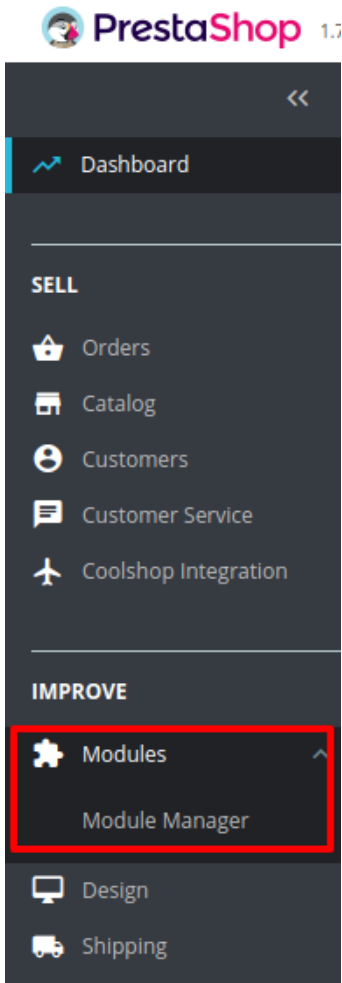 PrestaShop 1.7
Dashboard
SELL
Orders
Catalog
Customers
Customer Service
Coolshop Integration
IMPROVE
Modules
Module Manager
Design
Shipping